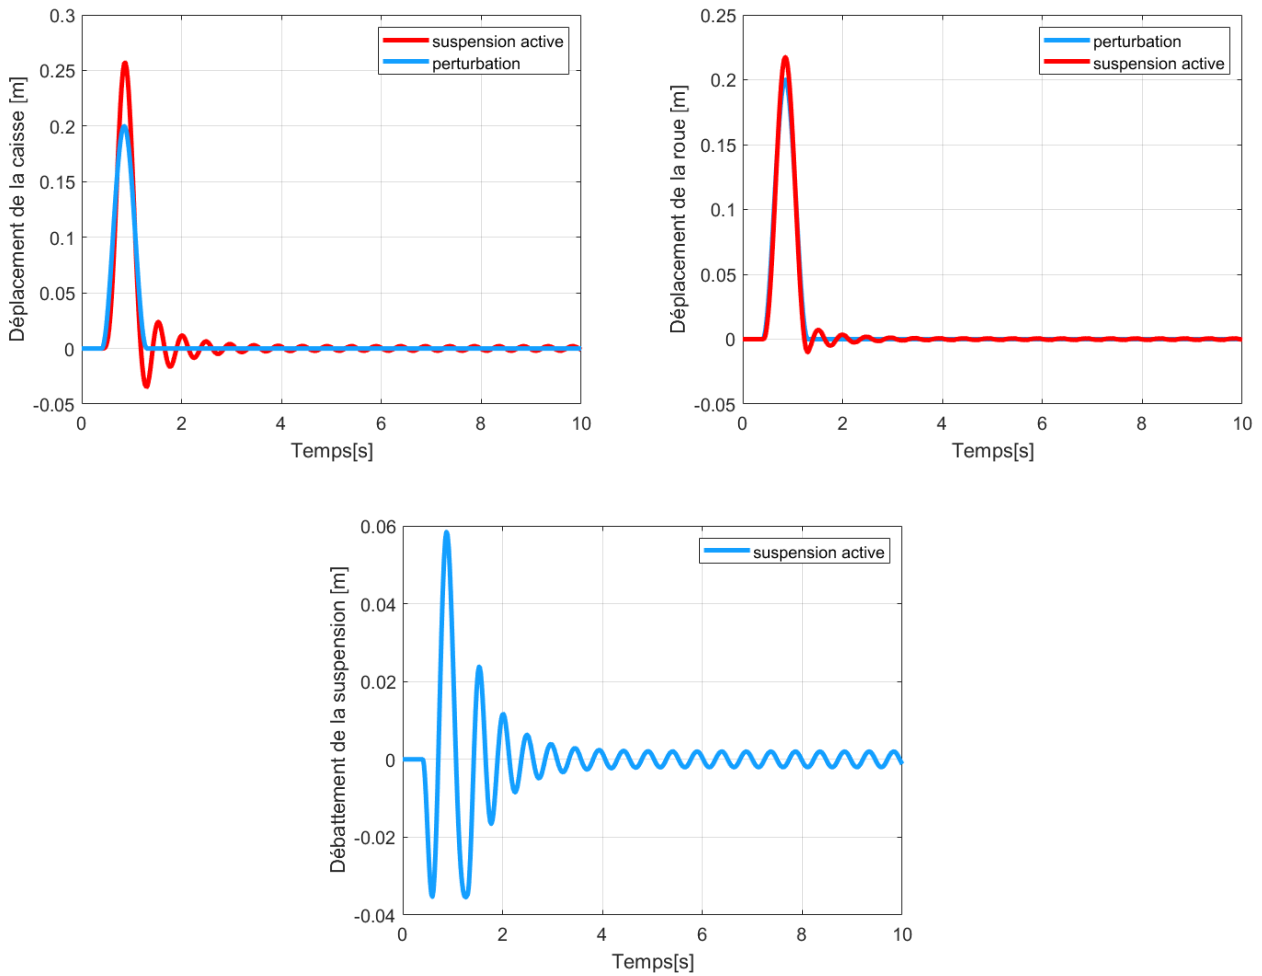 0.3
0.25
0.2
0.15
0.1
0.05
0
-0.05
0 2 4 6 8 10
Déplacement de la caisse [m]
Temps[s]
suspension active
perturbation
0.25
0.2
0.15
0.1
0.05
0
-0.05
0 2 4 6 8 10
Déplacement de la roue [m]
Temps[s]
perturbation
suspension active
0.06
0.04
0.02
0
-0.02
-0.04
0 2 4 6 8 10
Débattement de la suspension [m]
Temps[s]
suspension active